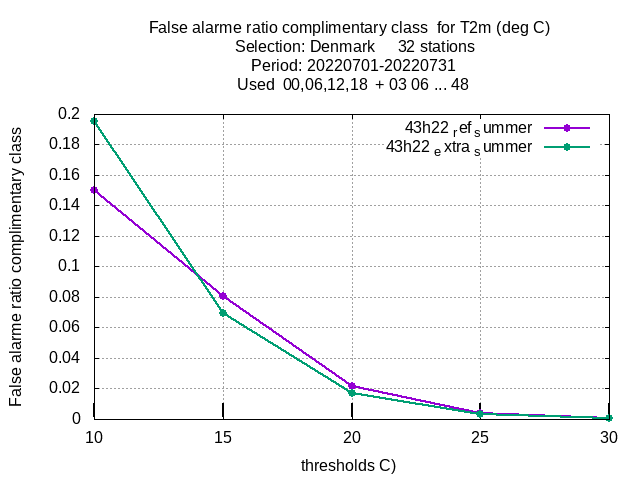 False alarme ratio complimentary class  for T2m (deg C)
Selection: Denmark     32 stations
Period: 20220701-20220731
Used  00,06,12,18  + 03 06 ... 48
43h22 ref summer
43h22 extra summer
False alarme ratio complimentary class
0.2
0.18
0.16
0.14
0.12
0.1
0.08
0.06
0.04
0.02
0
10 15 20 25 30
thresholds C)